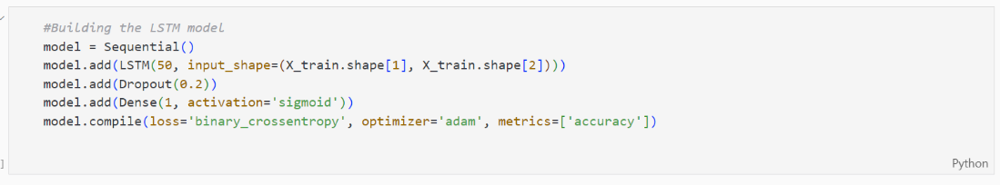 #Building the LSTM model
model = Sequential()
model.add(LSTM(50, input_shape=(X_train.shape[1], X_train.shape[2])))
model.add(Dropout(0.2))
model.add(Dense(1, activation='sigmoid'))
model.compile(loss='binary_crossentropy', optimizer='adam', metrics=['accuracy'])
]
Python